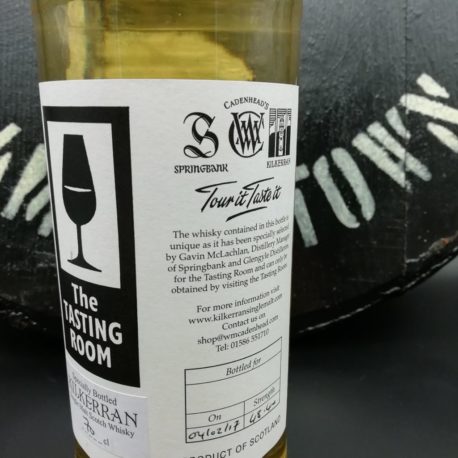 The
TASTING
ROOM
Specially Bottled
KILKERRAN
Scotch Whisky
70 cl
CADENHEAD'S
S
SPRINGBANK
KILKERRAN
Tour it Taste it
The whisky contained in this bottle is
unique as it has been specially selected
by Gavin McLachlan, Distillery Manager
of Springbank and Glengyle Distilleries
for the Tasting Room and can only be
obtained by visiting the Tasting Room
For more information visit
www.kilkerransinglemalt.com
Contact us on
shop@wmcadenhead.com
Tel: 01586 551710
Bottled for
On
Strength
04/02/17
PRODUCT OF SCOTLAND
TOWN